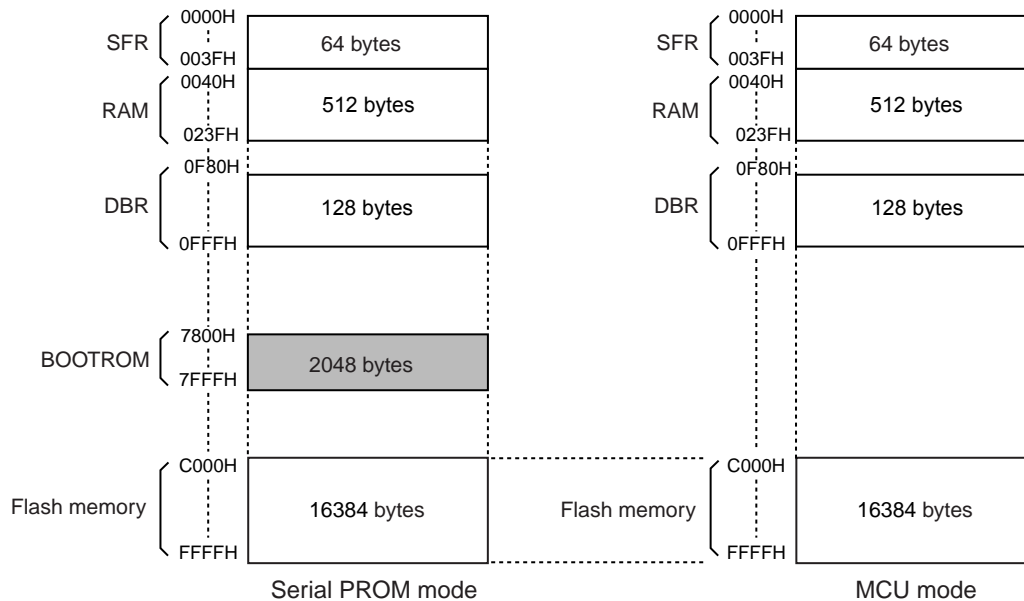 0000H
SFR
64 bytes
003FH
0040H
RAM
512 bytes
023FH
0F80H
DBR
128 bytes
0FFFH
7800H
BOOTROM
2048 bytes
7FFFH
C000H
Flash memory
16384 bytes
FFFFH
Serial PROM mode
0000H
SFR
64 bytes
003FH
0040H
RAM
512 bytes
023FH
0F80H
DBR
128 bytes
0FFFH
C000H
Flash memory
16384 bytes
FFFFH
MCU mode